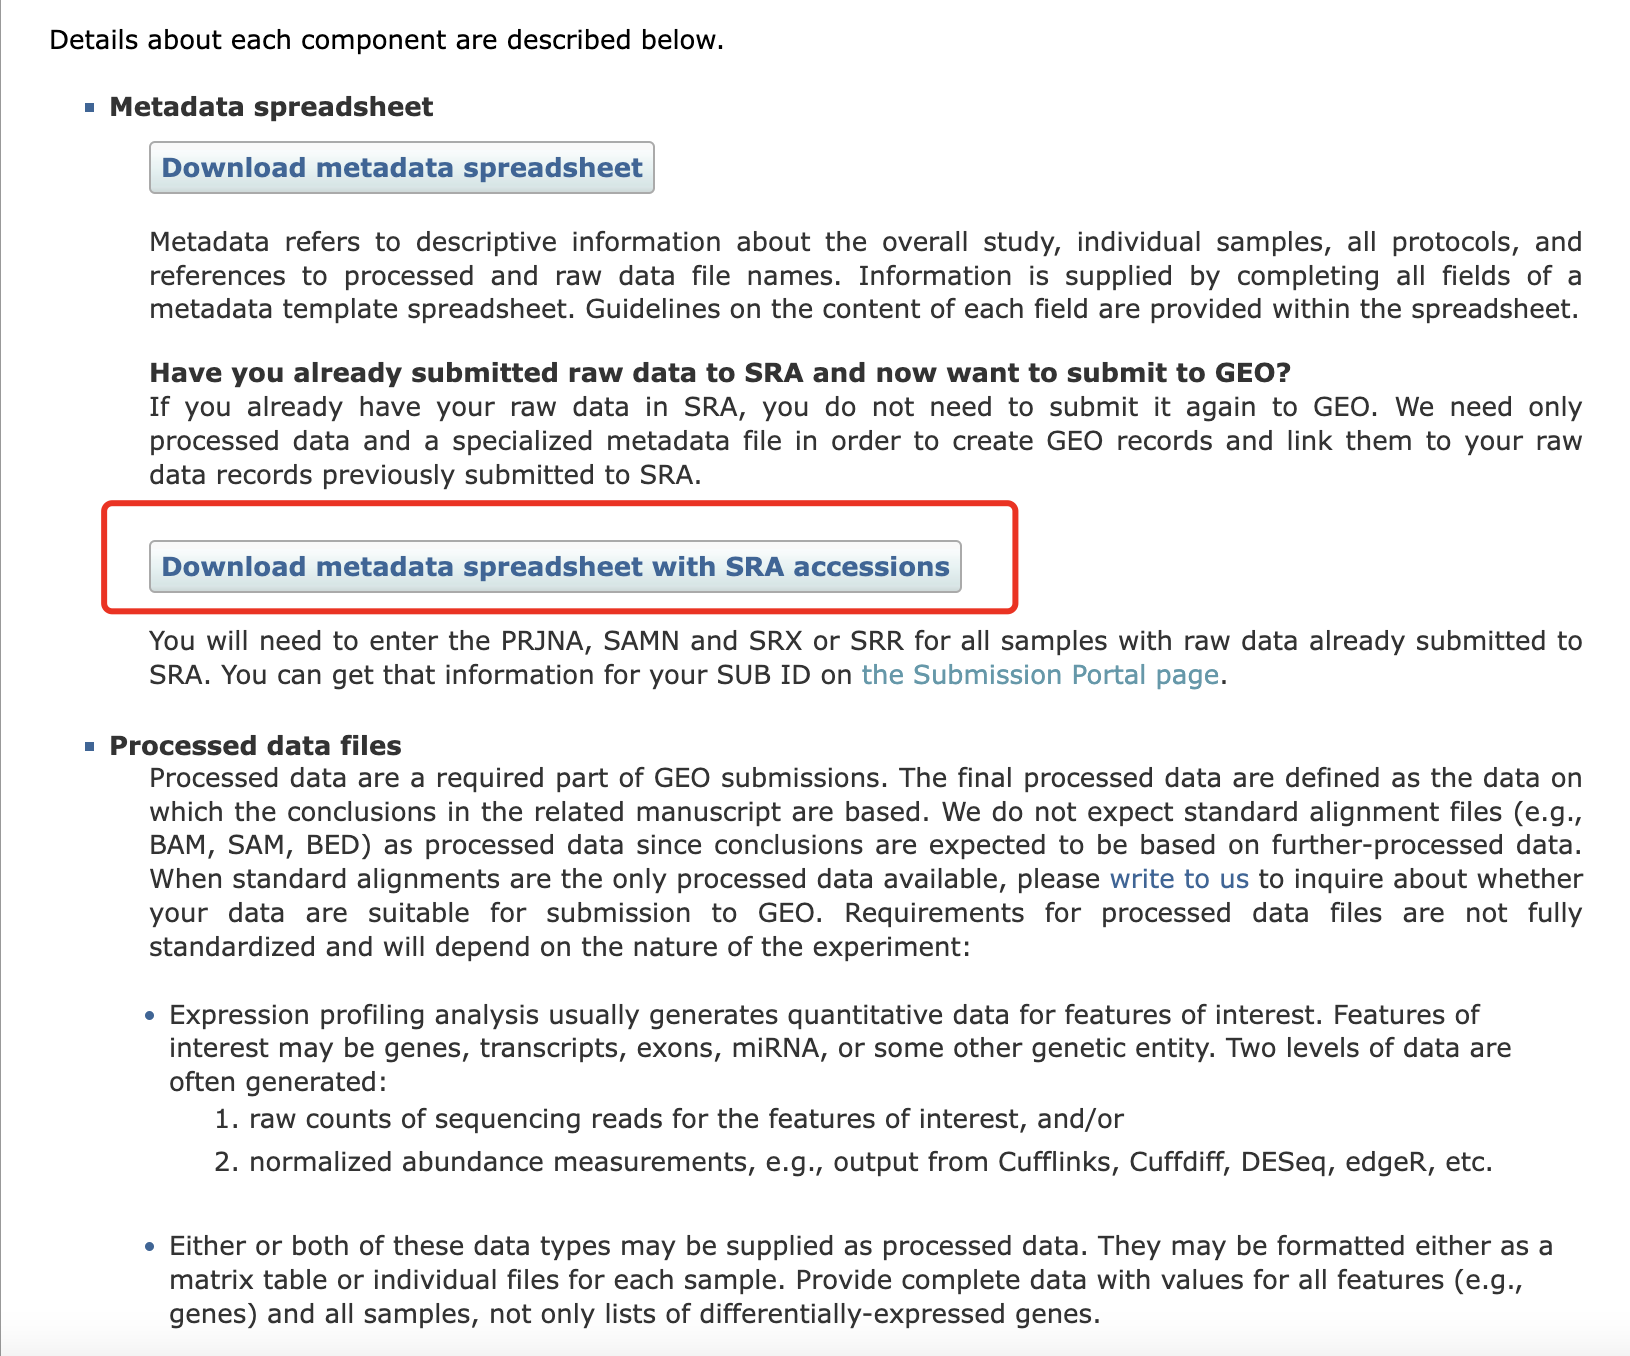 Details about each component are described below.
Metadata spreadsheet
Download metadata spreadsheet
Metadata refers to descriptive information about the overall study, individual samples, all protocols, and
references to processed and raw data file names. Information is supplied by completing all fields of a
metadata template spreadsheet. Guidelines on the content of each field are provided within the spreadsheet.
Have you already submitted raw data to SRA and now want to submit to GEO?
If you already have your raw data in SRA, you do not need to submit it again to GEO. We need only
processed data and a specialized metadata file in order to create GEO records and link them to your raw
data records previously submitted to SRA.
Download metadata spreadsheet with SRA accessions
You will need to enter the PRJNA, SAMN and SRX or SRR for all samples with raw data already submitted to
SRA. You can get that information for your SUB ID on the Submission Portal page.
Processed data files
Processed data are a required part of GEO submissions. The final processed data are defined as the data on
which the conclusions in the related manuscript are based. We do not expect standard alignment files (e.g.,
BAM, SAM, BED) as processed data since conclusions are expected to be based on further-processed data.
When standard alignments are the only processed data available, please write to us to inquire about whether
your data are suitable for submission to GEO. Requirements for processed data files are not fully
standardized and will depend on the nature of the experiment:
Expression profiling analysis usually generates quantitative data for features of interest. Features of
interest may be genes, transcripts, exons, miRNA, or some other genetic entity. Two levels of data are
often generated:
1. raw counts of sequencing reads for the features of interest, and/or
2. normalized abundance measurements, e.g., output from Cufflinks, Cuffdiff, DESeq, edgeR, etc.
Either or both of these data types may be supplied as processed data. They may be formatted either as a
matrix table or individual files for each sample. Provide complete data with values for all features (e.g.,
genes) and all samples, not only lists of differentially-expressed genes.